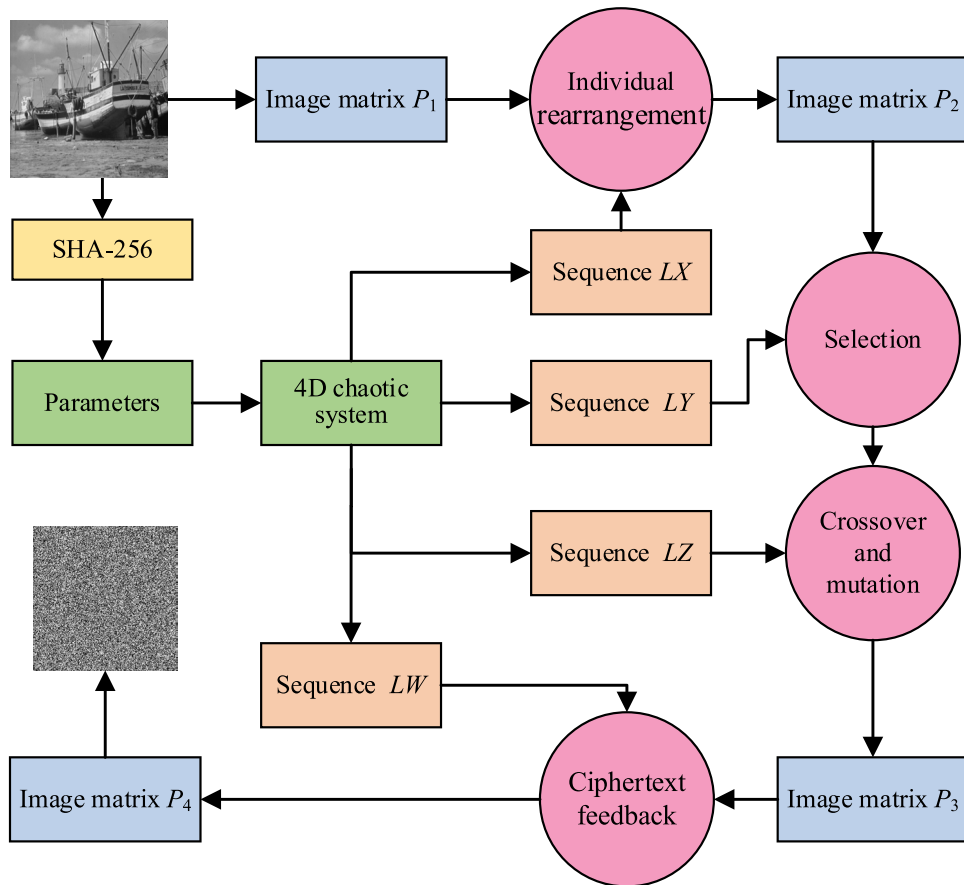 Image matrix P₁
Individual
rearrangement
Image matrix P₂
SHA-256
Sequence LX
Selection
Parameters
4D chaotic
system
Sequence LY
Crossover
and
mutation
Sequence LZ
Sequence LW
Image matrix P₄
Ciphertext
feedback
Image matrix P₃